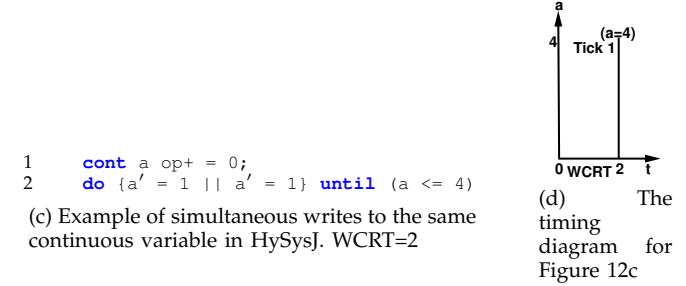 1 cont a op+ = 0;
2 do {a′ = 1 || a′ = 1} until (a <= 4)
(c) Example of simultaneous writes to the same
continuous variable in HySysJ. WCRT=2
a
4
(a=4)
Tick 1
0 WCRT 2 t
(d) The
timing
diagram for
Figure 12c